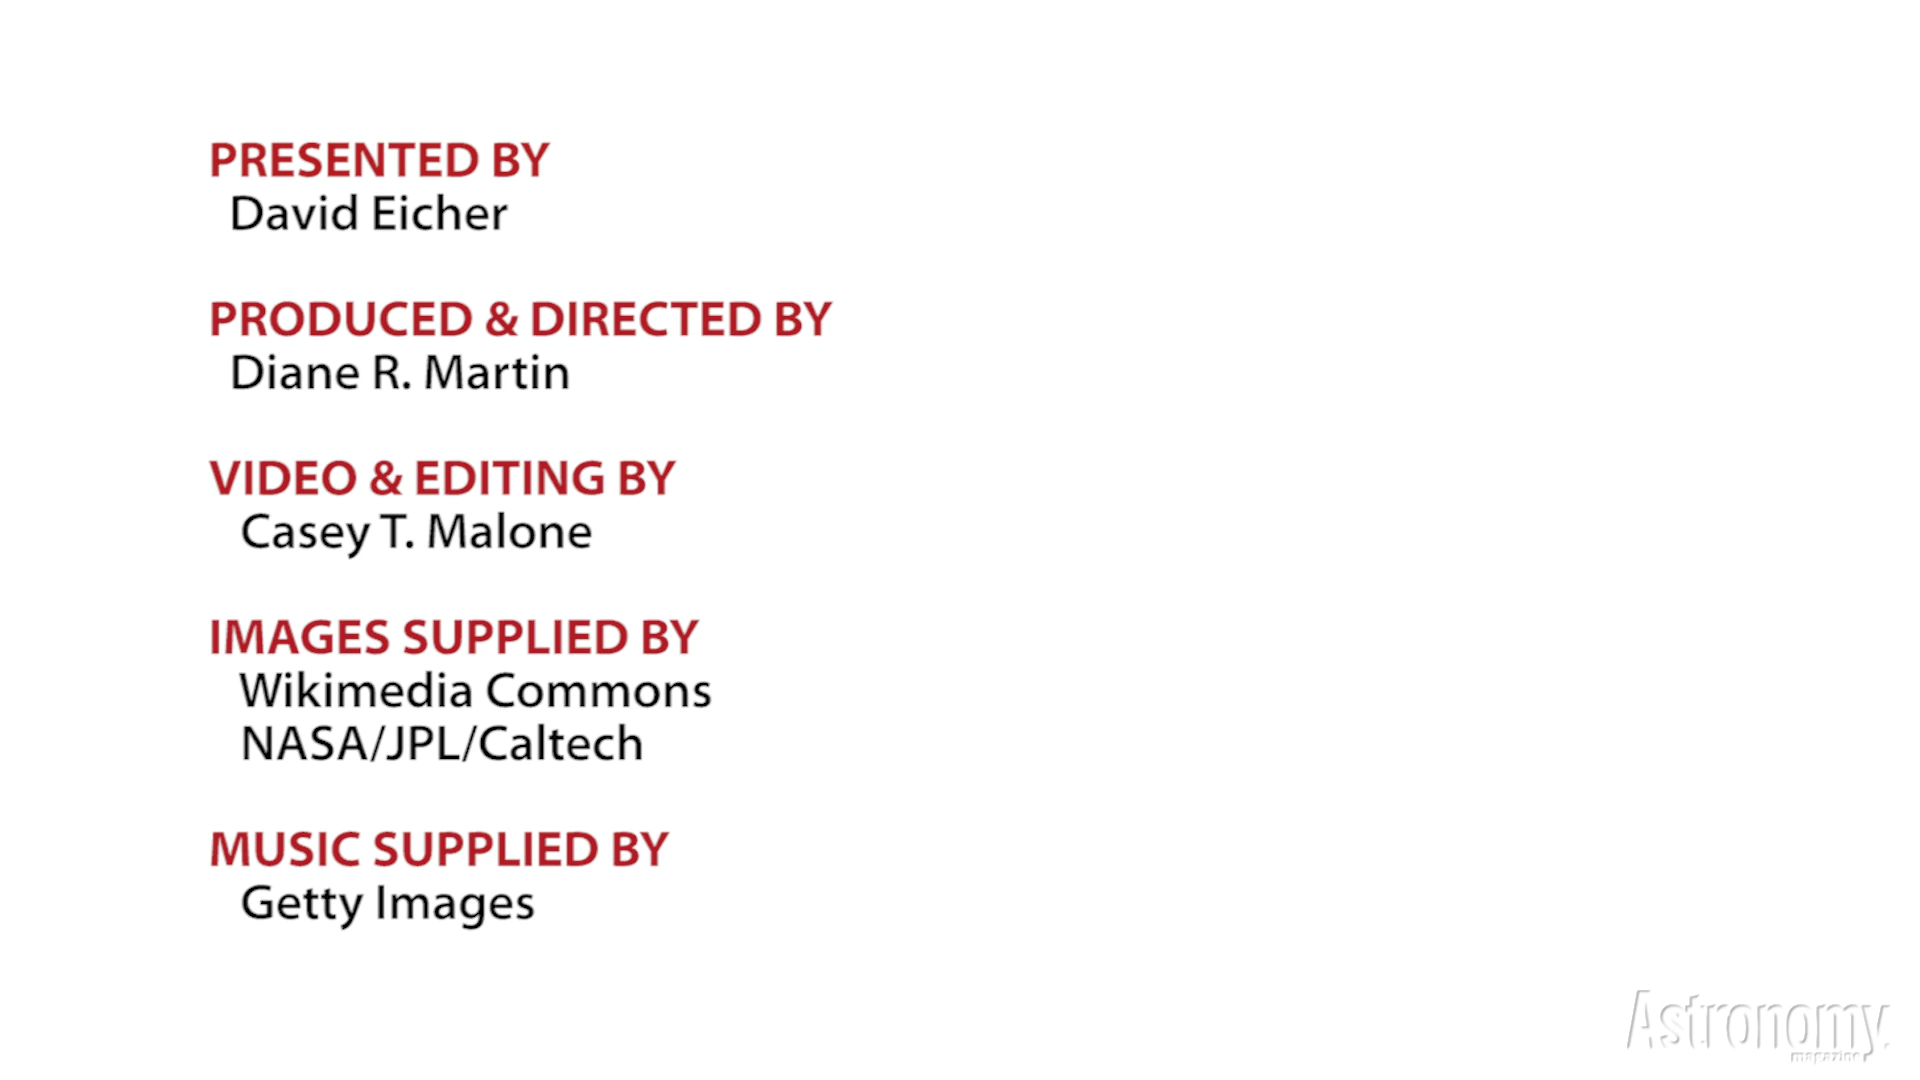 PRESENTED BY
David Eicher
PRODUCED & DIRECTED BY
Diane R. Martin
VIDEO & EDITING BY
Casey T. Malone
IMAGES SUPPLIED BY
Wikimedia Commons
NASA/JPL/Caltech
MUSIC SUPPLIED BY
Getty Images
Astronomy
magazine